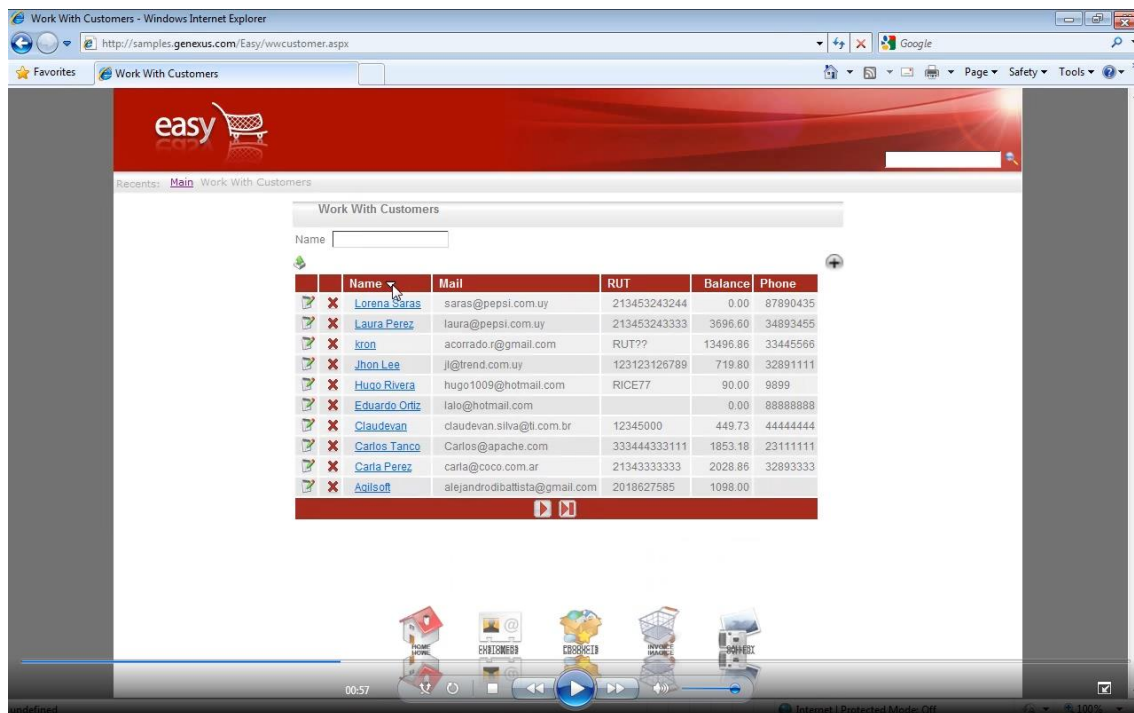 Work With Customers - Windows Internet Explorer
http://samples.genexus.com/Easy/wwcustomer.aspx
Google
Favorites
Work With Customers
Page Safety Tools
easy
Recents: Main Work With Customers
Work With Customers
Name
Name Mail RUT Balance Phone
Lorena Saras saras@pepsi.com.uy 213453243244 0.00 87890435
Laura Perez laura@pepsi.com.uy 213453243333 3696.60 34893455
kron acorrado.r@gmail.com RUT?? 13496.86 33445566
Jhon Lee jl@trend.com.uy 123123126789 719.80 32891111
Hugo Rivera hugo1009@hotmail.com RICE77 90.00 9899
Eduardo Ortiz lalo@hotmail.com 0.00 88888888
Claudevan claudevan.silva@ti.com.br 12345000 449.73 44444444
Carlos Tanco Carlos@apache.com 333444333111 1853.18 23111111
Carla Perez carla@coco.com.ar 21343333333 2028.86 32893333
Agilsoft alejandrodibattista@gmail.com 2018627585 1098.00
HOME
INVOICE
00:57
undefined
Internet | Protected Mode: Off
100%